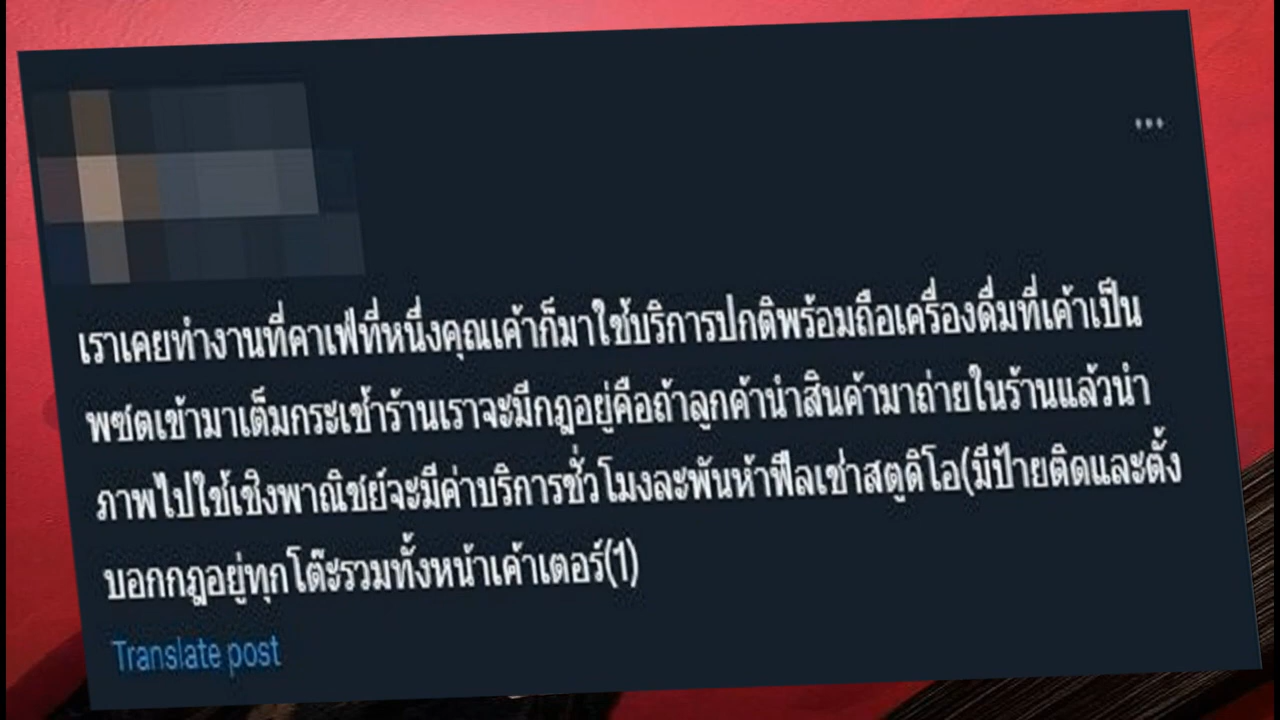 เราเคยทำงานที่คาเฟ่ที่หนึ่งคุณเค้าก็มาใช้บริการปกติพร้อมถือเครื่องดื่มที่เค้าเป็น
พซตเข้ามาเต็มกระเช้าร้านเราจะมีกฎอยู่คือถ้าลูกค้านำสินค้ามาถ่ายในร้านแล้วนำ
ภาพไปใช้เชิงพาณิชย์จะมีค่าบริการชั่วโมงละพันห้าฟีลเช่าสตูดิโอ(มีป้ายติดและตั้ง
บอกกฎอยู่ทุกโต๊ะรวมทั้งหน้าเค้าเตอร์(1)
Translate post